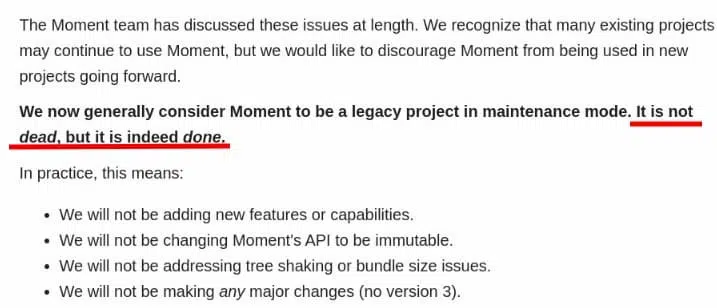 The Moment team has discussed these issues at length. We recognize that many existing projects
may continue to use Moment, but we would like to discourage Moment from being used in new
projects going forward.
We now generally consider Moment to be a legacy project in maintenance mode. It is not
dead, but it is indeed done.
In practice, this means:
• We will not be adding new features or capabilities.
• We will not be changing Moment's API to be immutable.
• We will not be addressing tree shaking or bundle size issues.
• We will not be making any major changes (no version 3).